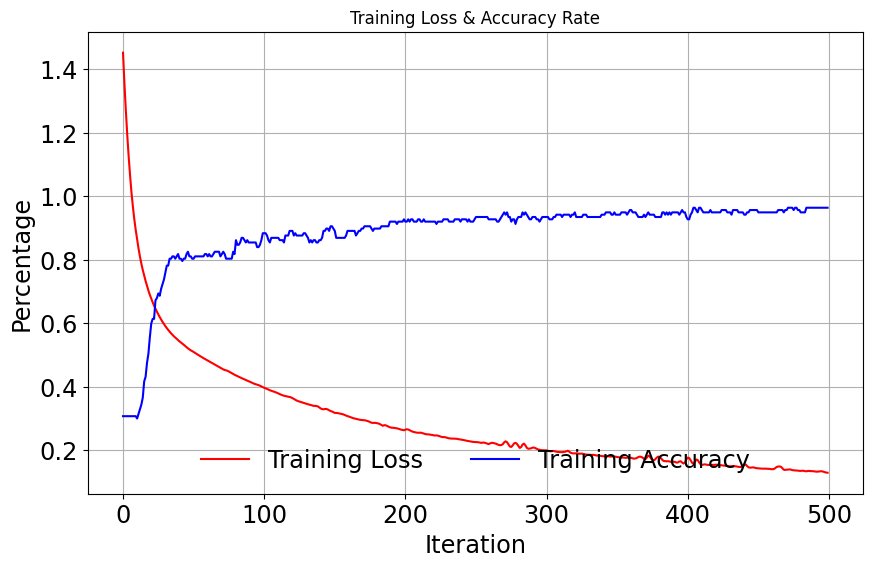 Training Loss & Accuracy Rate
Percentage
1.4
1.2
1.0
0.8
0.6
0.4
0.2
Training Loss
Training Accuracy
0
100
200
300
400
500
Iteration